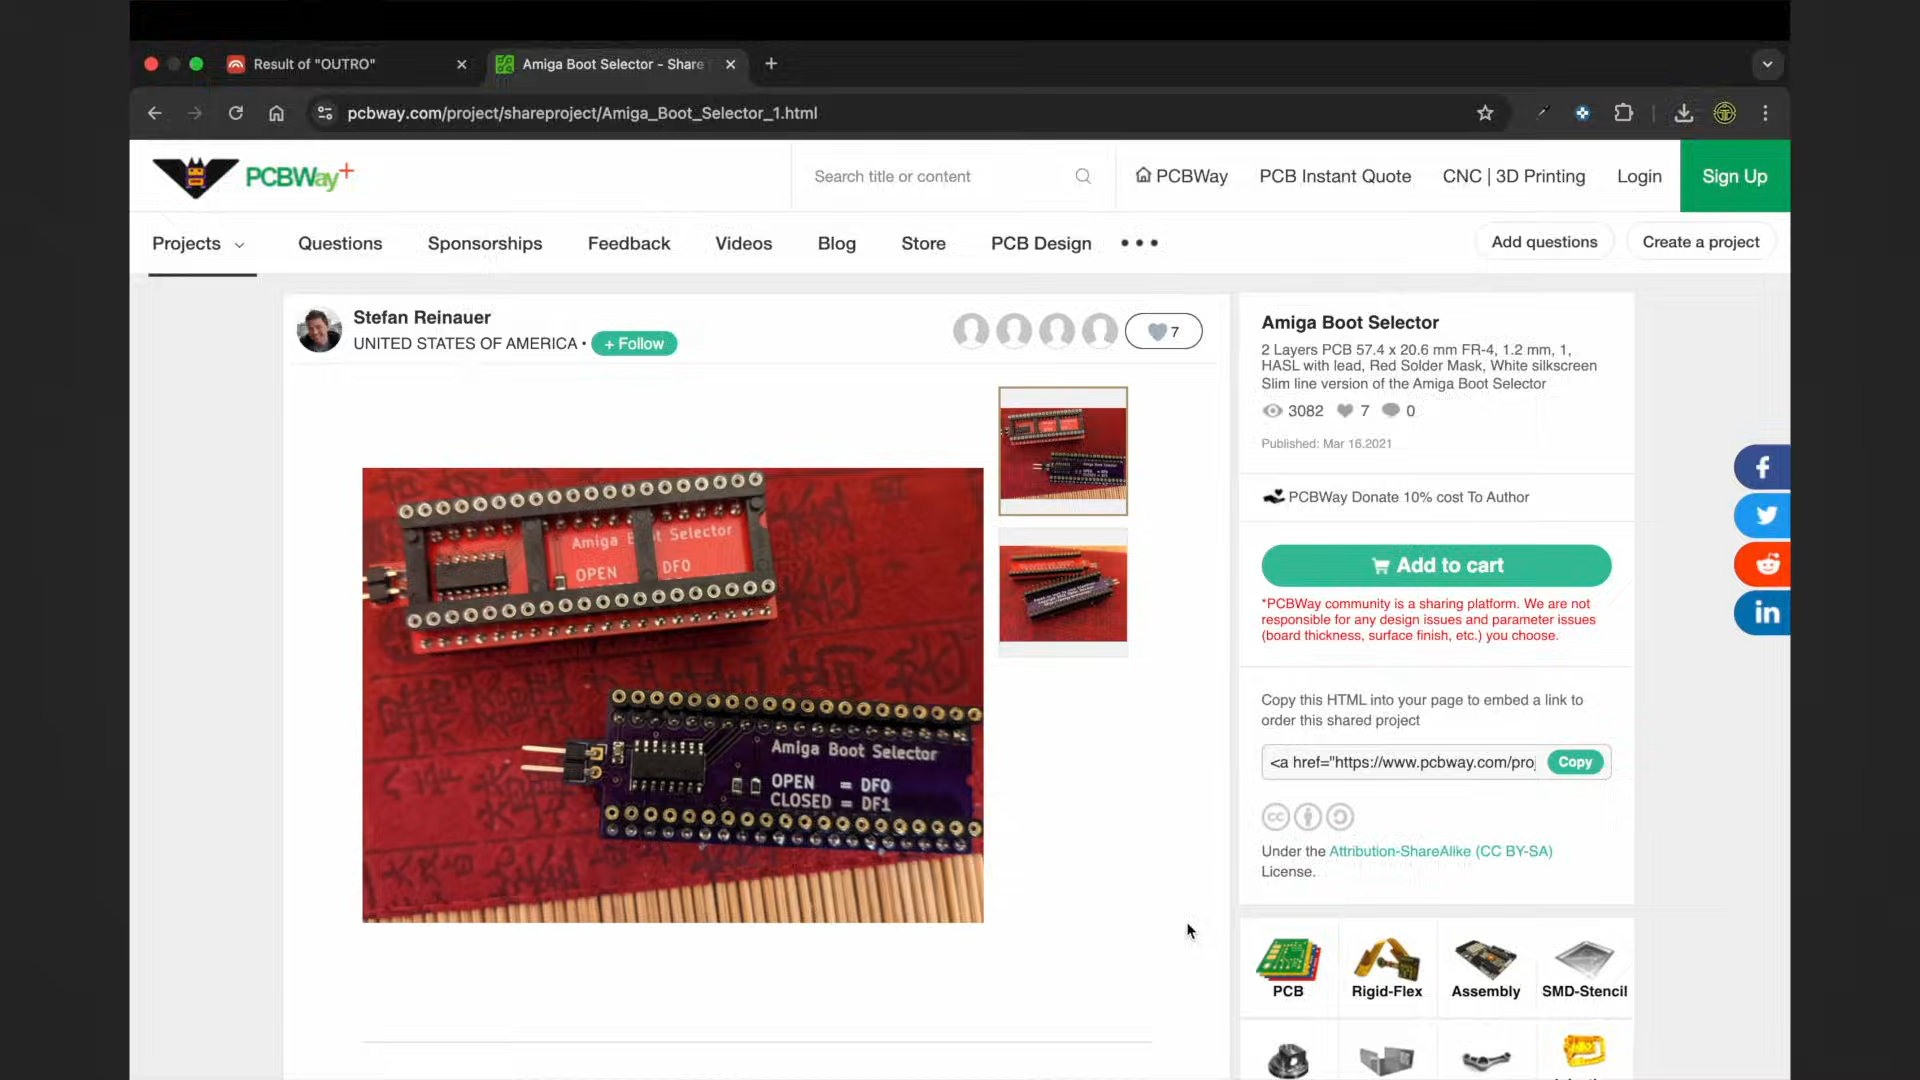 Result of "OUTRO"
Amiga Boot Selector - Share
pcbway.com/project/shareproject/Amiga_Boot_Selector_1.html
PCBWay+
Search title or content
PCBWay
PCB Instant Quote
CNC | 3D Printing
Login
Sign Up
Projects
Questions
Sponsorships
Feedback
Videos
Blog
Store
PCB Design
Add questions
Create a project
Stefan Reinauer
UNITED STATES OF AMERICA •
+ Follow
7
Amiga Boot Selector
OPEN
DF0
Amiga Boot Selector
OPEN = DF0
CLOSED = DF1
Amiga Boot Selector
2 Layers PCB 57.4 x 20.6 mm FR-4, 1.2 mm, 1,
HASL with lead, Red Solder Mask, White silkscreen
Slim line version of the Amiga Boot Selector
3082
7
0
Published: Mar 16.2021
PCBWay Donate 10% cost To Author
Add to cart
*PCBWay community is a sharing platform. We are not
responsible for any design issues and parameter issues
(board thickness, surface finish, etc.) you choose.
Copy this HTML into your page to embed a link to
order this shared project
<a href="https://www.pcbway.com/proj
Copy
cc
Under the Attribution-ShareAlike (CC BY-SA)
License.
PCB
Rigid-Flex
Assembly
SMD-Stencil